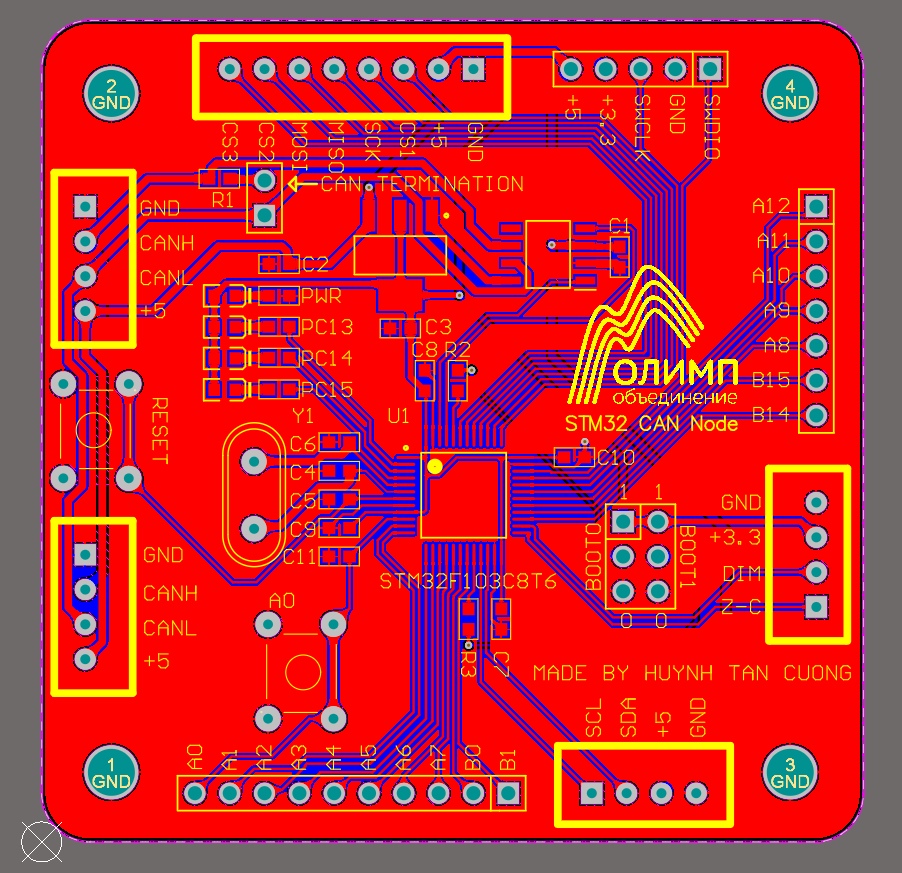 2
GND
4
GND
CS3
CS2
MOSI
MISO
SCK
CS1
+5
GND
+5
+3.3
SWCLK
GND
SWDIO
R1
CAN TERMINATION
GND
CANH
CANL
+5
C1
A12
A11
A10
A9
A8
B15
B14
C2
PWR
PC13
PC14
PC15
C3
C8 R2
ОЛИМП
объединение
STM32 CAN Node
RESET
Y1
U1
C6
C4
C5
C9
C11
C10
1 1
BOOT0
BOOT1
0 0
GND
+3.3
DIM
Z-C
GND
CANH
CANL
+5
STM32F103C8T6
A0
R3
C7
MADE BY HUYNH TAN CUONG
SCL
SDA
+5
GND
1
GND
A0
A1
A2
A3
A4
A5
A6
A7
B0
B1
3
GND